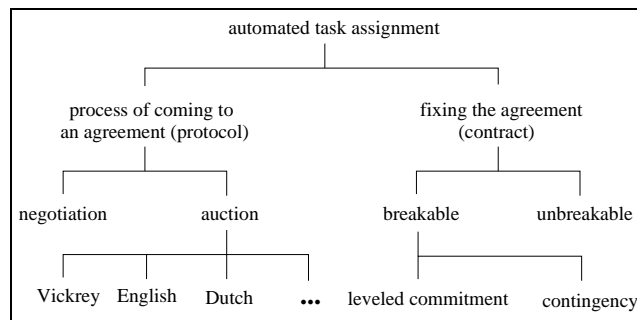 automated task assignment
process of coming to
an agreement (protocol)
fixing the agreement
(contract)
negotiation
auction
breakable
unbreakable
Vickrey
English
Dutch
...
leveled commitment
contingency